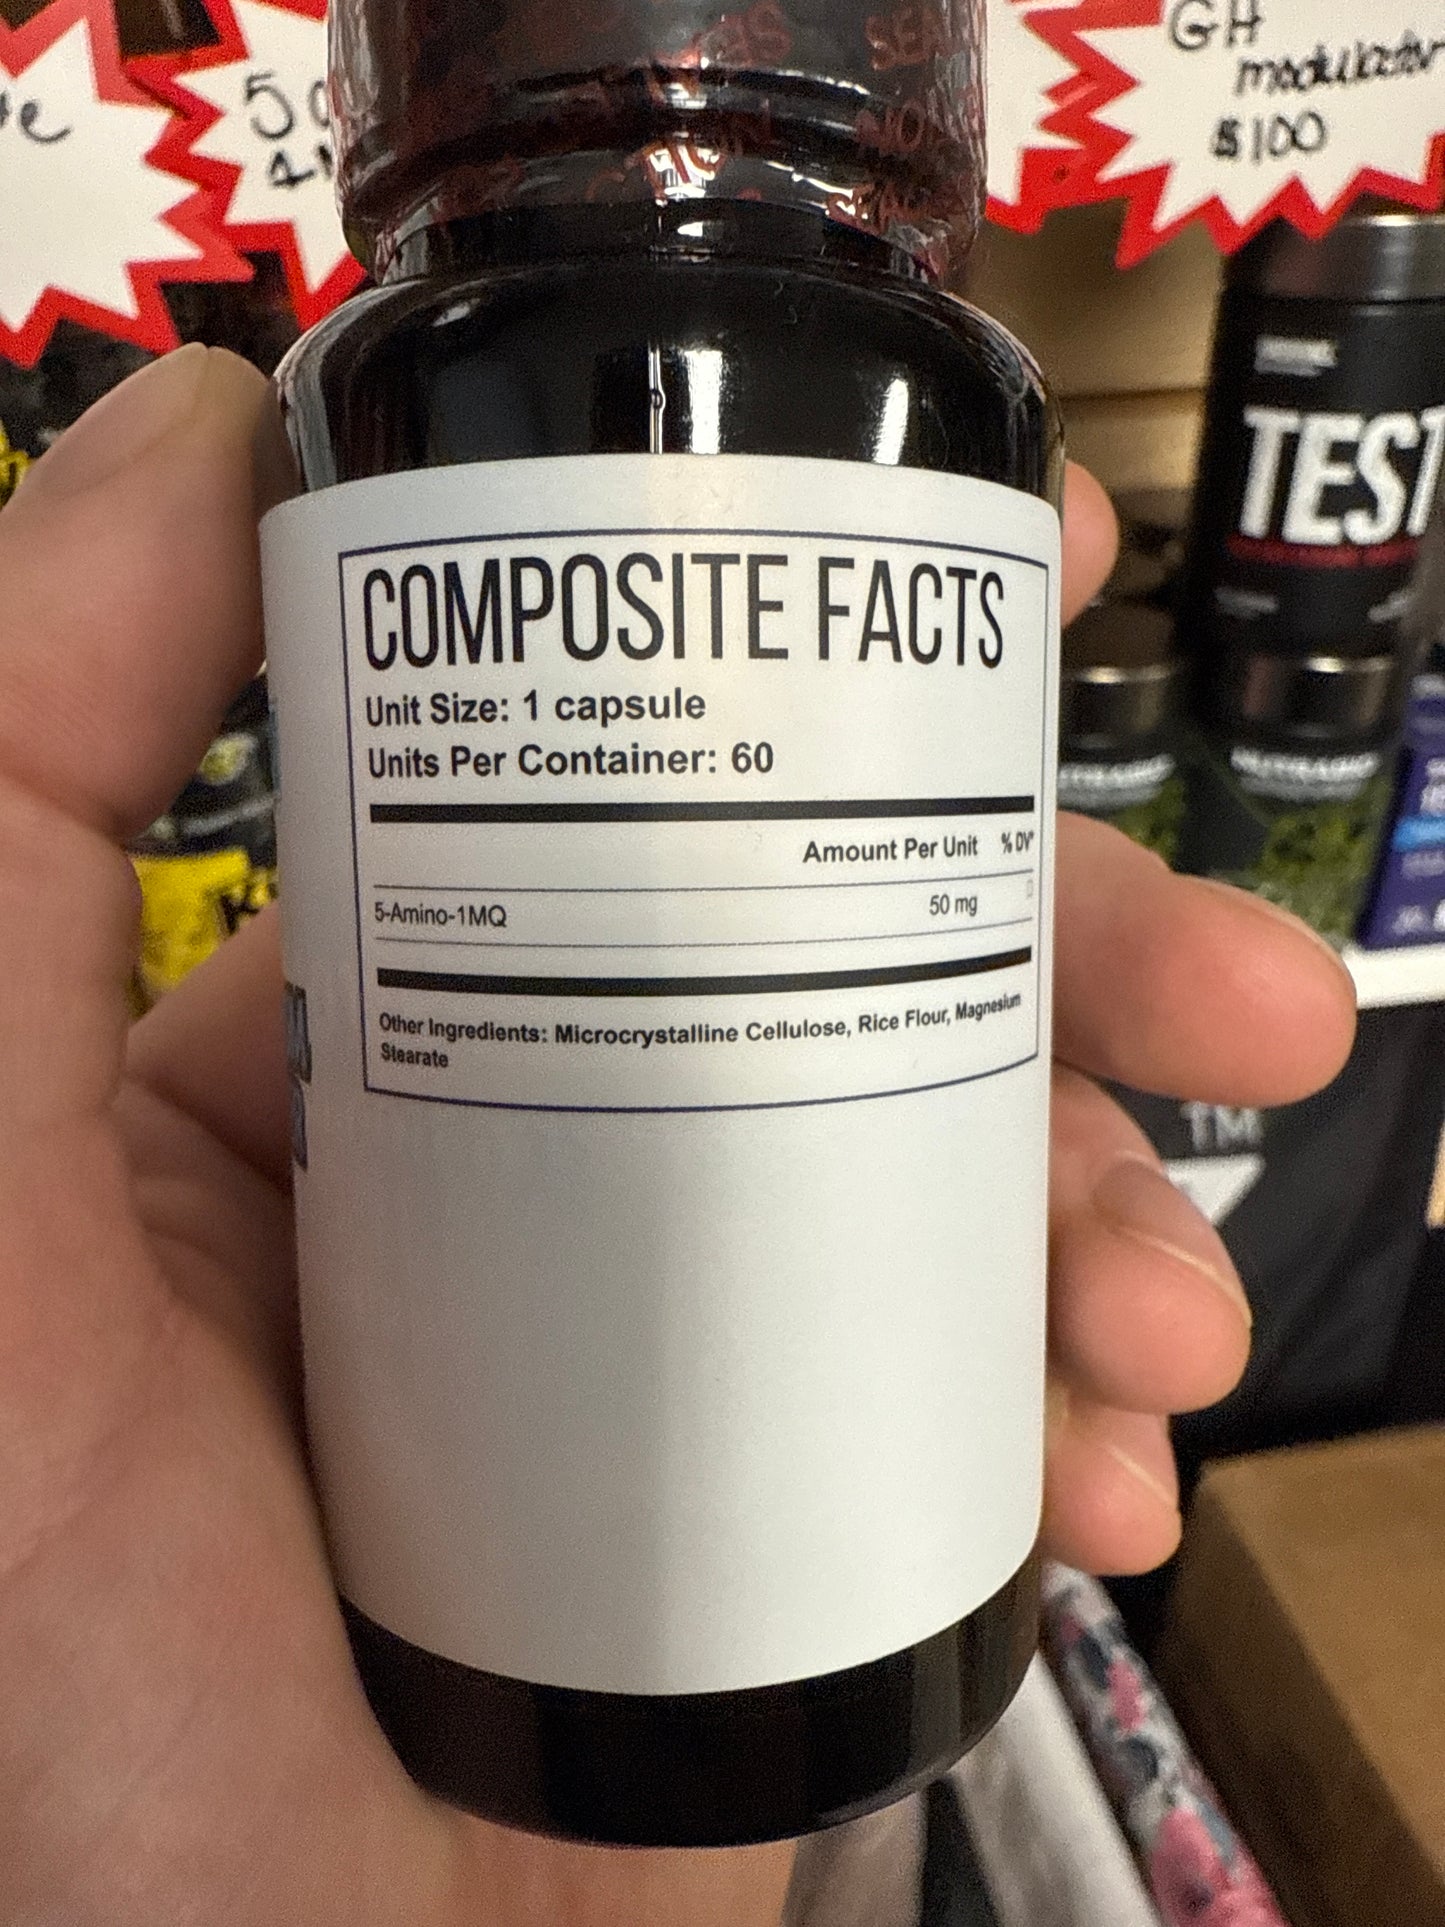 GH
modulator
$100
TEST
COMPOSITE FACTS
Unit Size: 1 capsule
Units Per Container: 60
Amount Per Unit % DV*
5-Amino-1MQ 50 mg
Other Ingredients: Microcrystalline Cellulose, Rice Flour, Magnesium
Stearate
TM